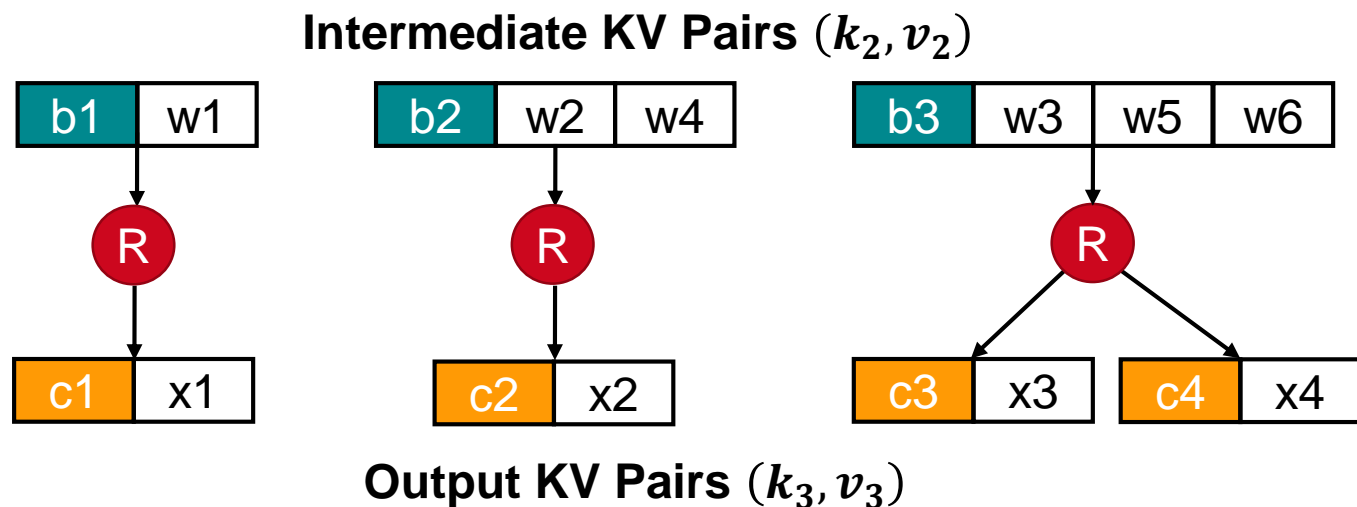 Intermediate KV Pairs (k₂, v₂)
b1 w1 b2 w2 w4 b3 w3 w5 w6
R R R
c1 x1 c2 x2 c3 x3 c4 x4
Output KV Pairs (k₃, v₃)